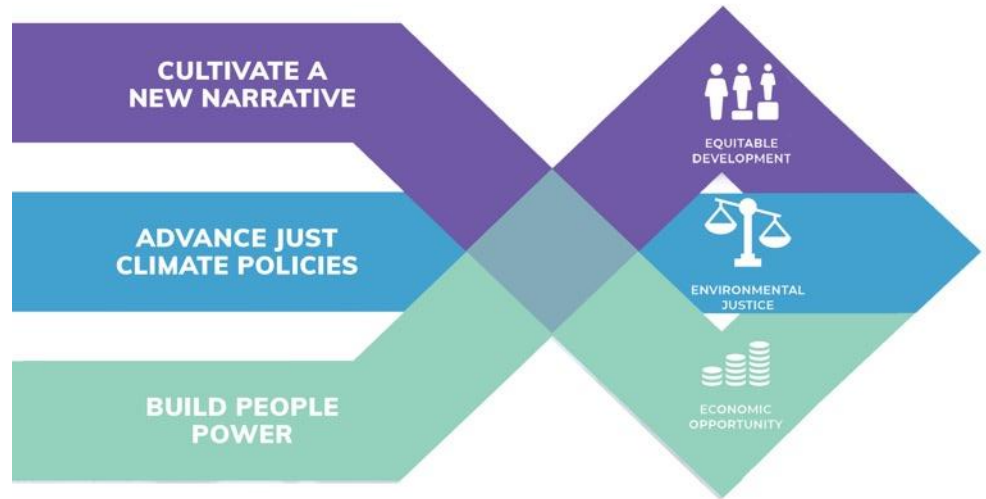 CULTIVATE A
NEW NARRATIVE
ADVANCE JUST
CLIMATE POLICIES
BUILD PEOPLE
POWER
EQUITABLE
DEVELOPMENT
ENVIRONMENTAL
JUSTICE
ECONOMIC
OPPORTUNITY